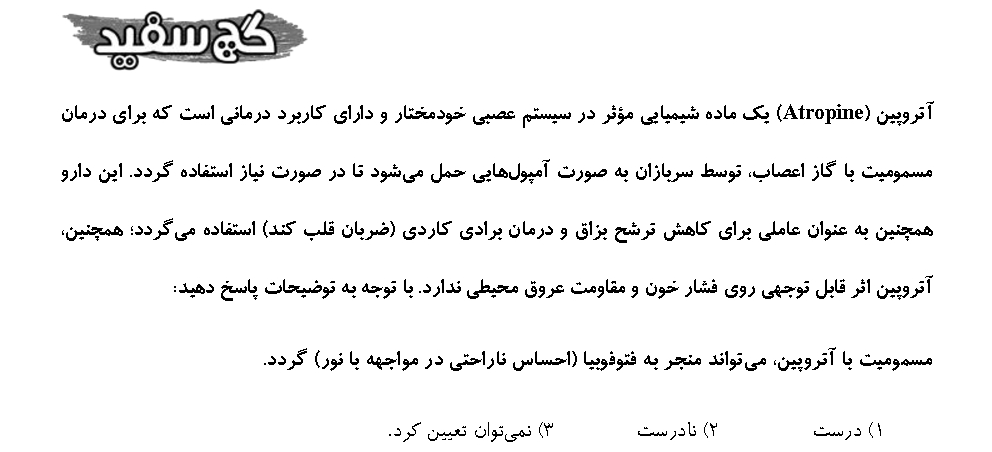 گچ سفید
آتروپین (Atropine) یک ماده شیمیایی مؤثر در سیستم عصبی خودمختار و دارای کاربرد درمانی است که برای درمان
مسمومیت با گاز اعصاب، توسط سربازان به صورت آمپول‌هایی حمل می‌شود تا در صورت نیاز استفاده گردد. این دارو
همچنین به عنوان عاملی برای کاهش ترشح بزاق و درمان برادی کاردی (ضربان قلب کند) استفاده می‌گردد؛ همچنین،
آتروپین اثر قابل توجهی روی فشار خون و مقاومت عروق محیطی ندارد. با توجه به توضیحات پاسخ دهید:
مسمومیت با آتروپین، می‌تواند منجر به فتوفوبیا (احساس ناراحتی در مواجهه با نور) گردد.
۱) درست ۲) نادرست ۳) نمی‌توان تعیین کرد.